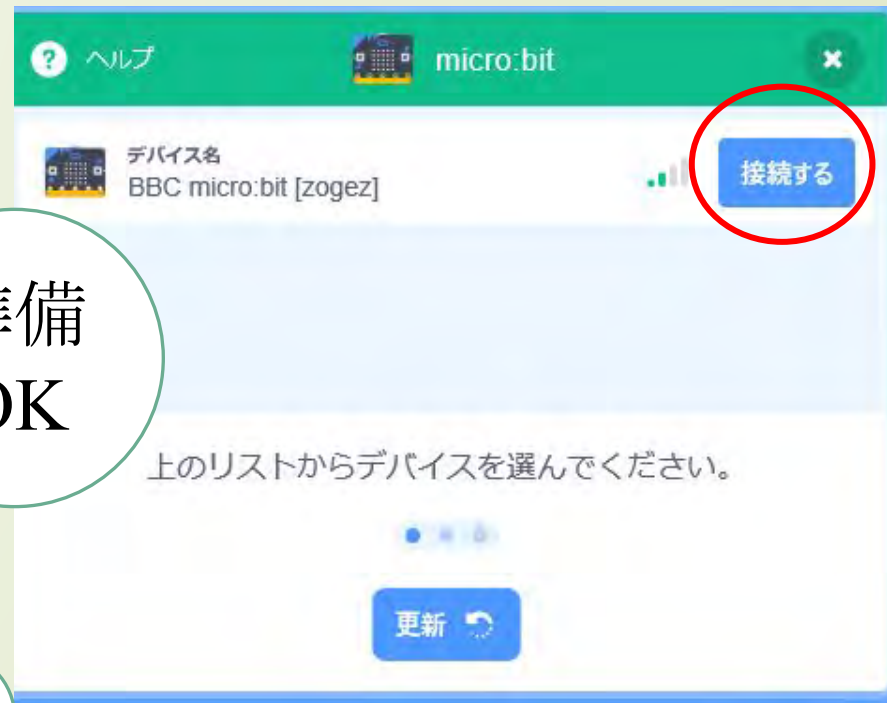 ヘルプ
micro:bit
デバイス名
BBC micro:bit [zogez]
接続する
備
OK
上のリストからデバイスを選んでください。
更新